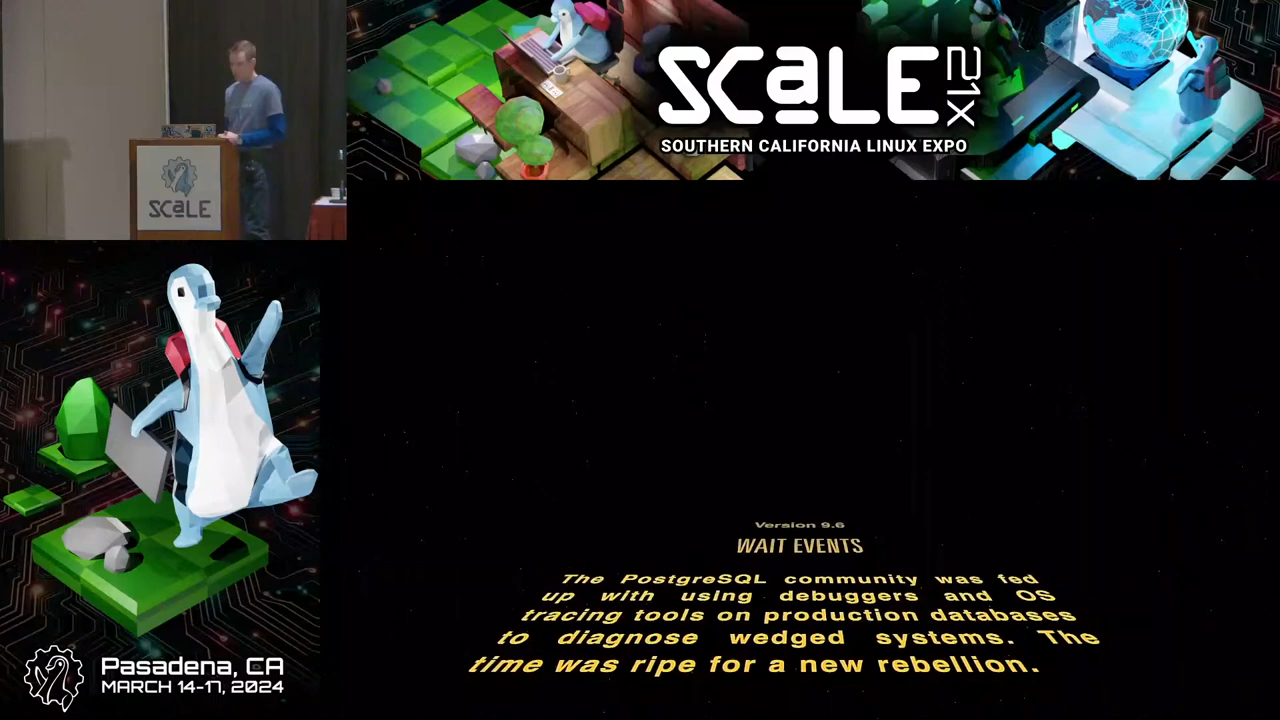 SCaLE 21X
SOUTHERN CALIFORNIA LINUX EXPO
SCaLE
Version 9.6
WAIT EVENTS
The PostgreSQL community was fed
up with using debuggers and OS
tracing tools on production databases
to diagnose wedged systems. The
time was ripe for a new rebellion.
Pasadena, CA
MARCH 14-17, 2024